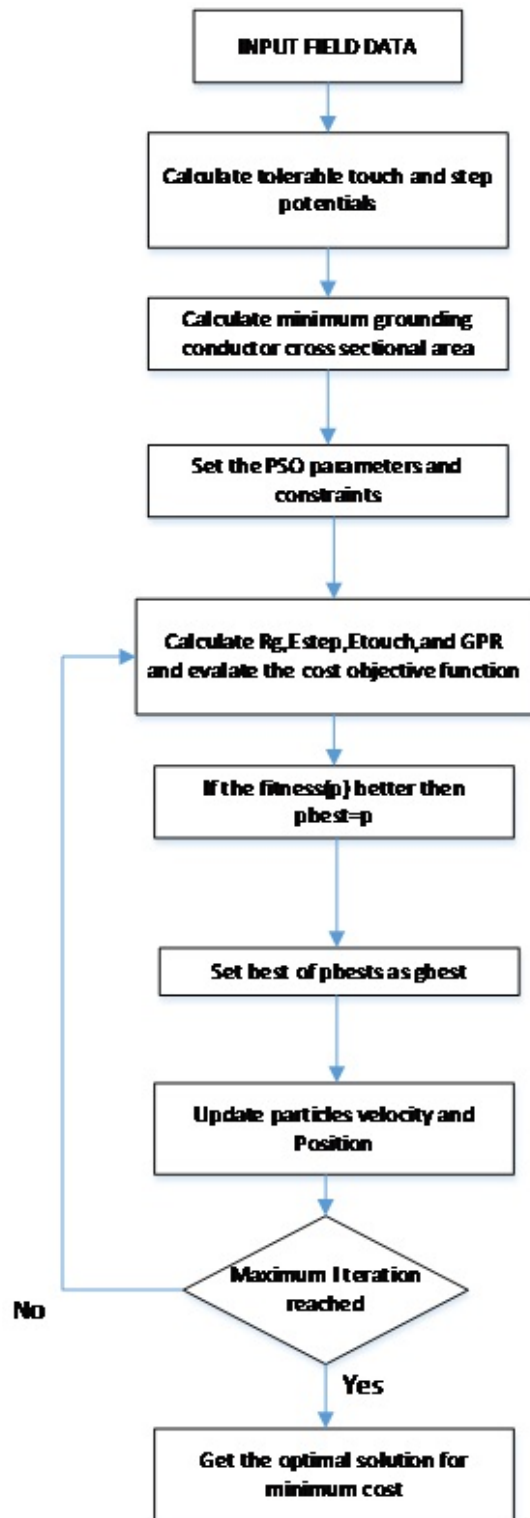 INPUT FIELD DATA
Calculate tolerable touch and step
potentials
Calculate minimum grounding
conductor cross sectional area
Set the PSO parameters and
constraints
Calculate Rg,Estep,Etouch,and GPR
and evalate the cost objective function
If the fitness(p) better then
pbest=p
Set best of pbests as gbest
Update particles velocity and
Position
Maximum Iteration
reached
No
Yes
Get the optimal solution for
minimum cost